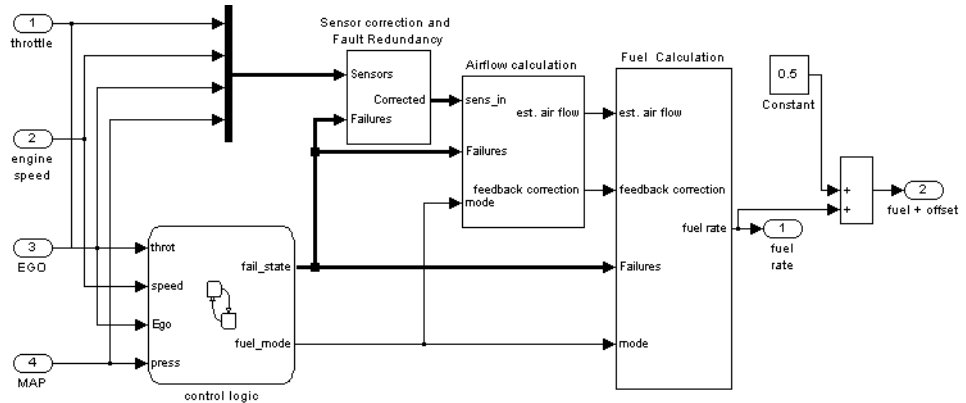 1
throttle
2
engine
speed
3
EGO
4
MAP
Sensor correction and
Fault Redundancy
Sensors
Corrected
Failures
Airflow calculation
sens_in
est. air flow
Failures
feedback correction
mode
Fuel Calculation
est. air flow
feedback correction
fuel rate
Failures
mode
0.5
Constant
+
+
2
fuel + offset
1
fuel
rate
throt
fail_state
speed
Ego
fuel_mode
press
control logic